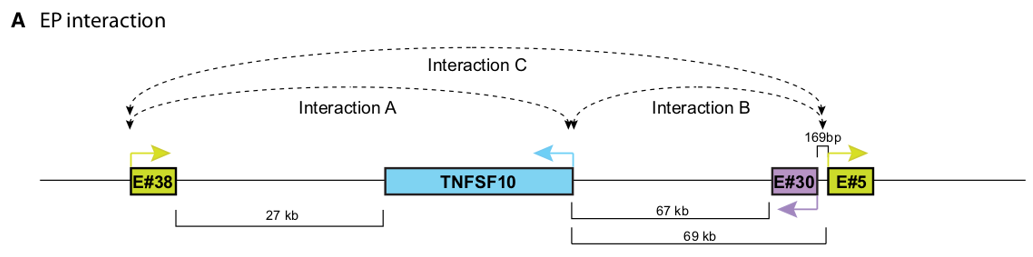 A EP interaction
Interaction C
Interaction A
Interaction B
169bp
E#38
TNFSF10
E#30
E#5
27 kb
67 kb
69 kb